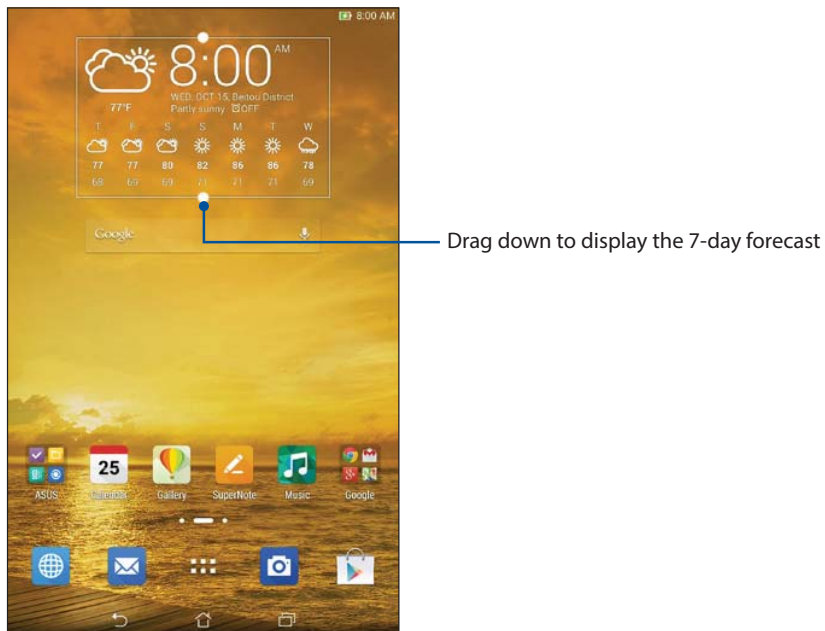 8:00 AM
8:00 AM
77°F
WED, OCT 15, Beitou District
Partly sunny OFF
T F S S M T W
77 77 80 82 86 86 78
68 69 69 71 71 71 69
Google
Drag down to display the 7-day forecast
25
ASUS Calendar Gallery SuperNote Music Google